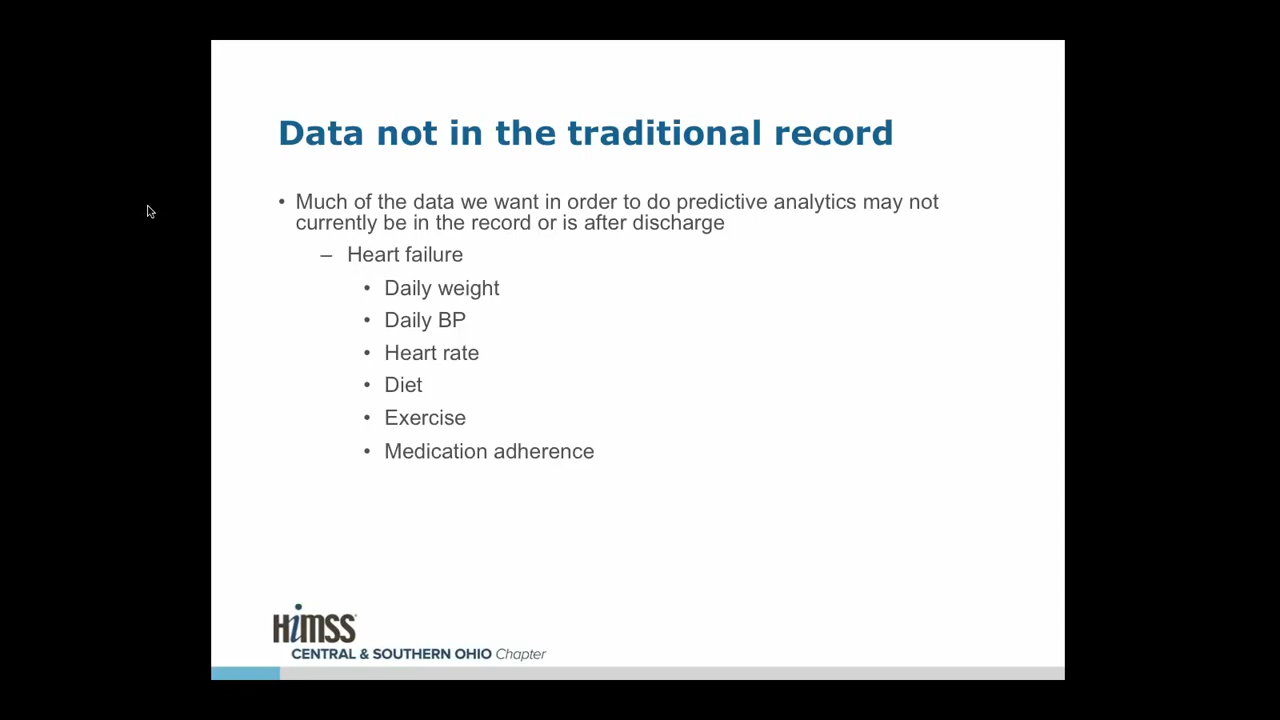 Data not in the traditional record
• Much of the data we want in order to do predictive analytics may not
currently be in the record or is after discharge
– Heart failure
• Daily weight
• Daily BP
• Heart rate
• Diet
• Exercise
• Medication adherence
HiMSS
CENTRAL & SOUTHERN OHIO Chapter